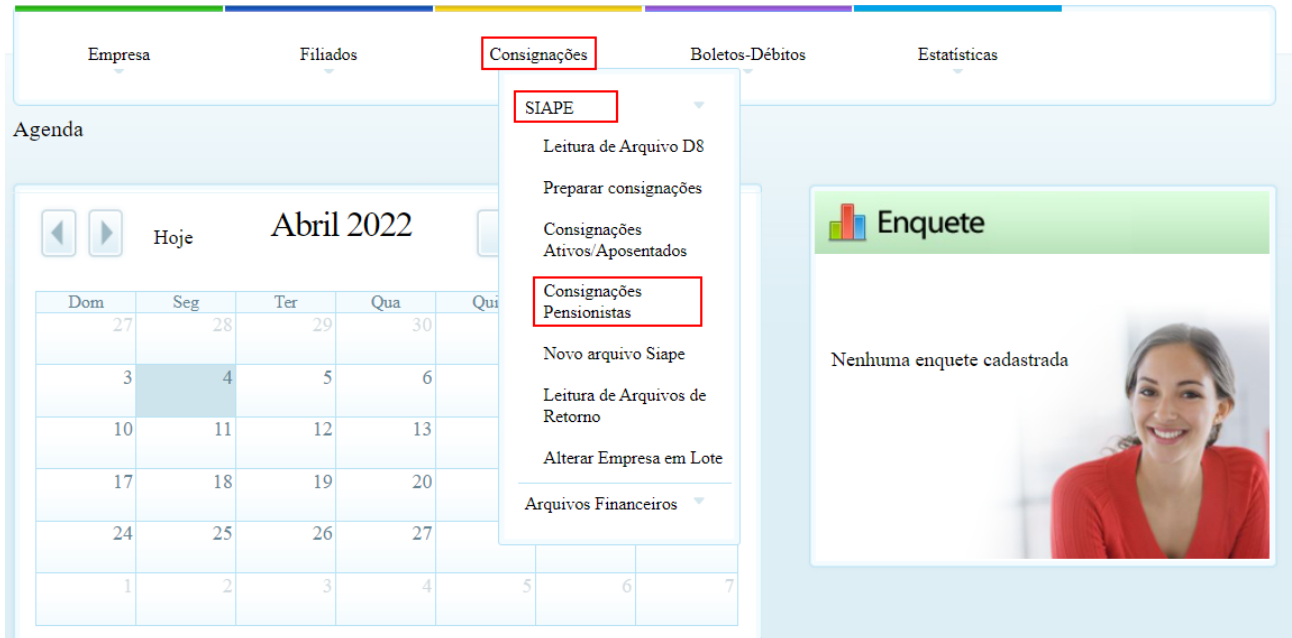 Empresa
Filiados
Consignações
Boletos-Débitos
Estatísticas
SIAPE
Leitura de Arquivo D8
Preparar consignações
Consignações
Ativos/Aposentados
Consignações
Pensionistas
Novo arquivo Siape
Leitura de Arquivos de
Retorno
Alterar Empresa em Lote
Arquivos Financeiros
Agenda
Hoje
Abril 2022
Dom Seg Ter Qua Qui
27 28 29 30
3 4 5 6
10 11 12 13
17 18 19 20
24 25 26 27
1 2 3 4 5 6 7
Enquete
Nenhuma enquete cadastrada